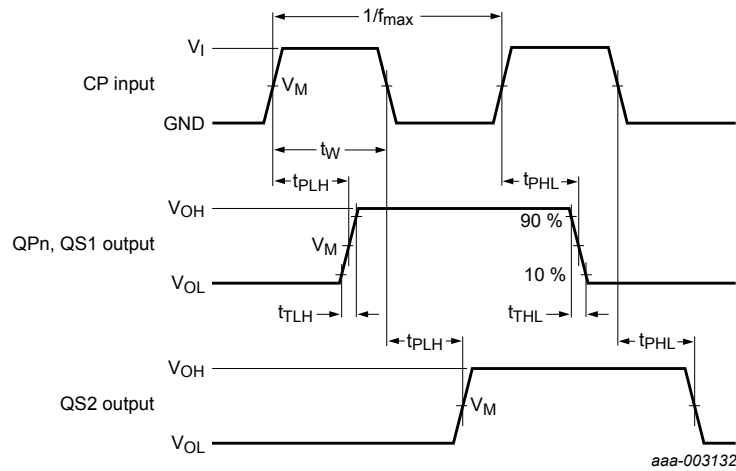 1/fmax
VI
CP input
VM
GND
tW
tPLH
tPHL
VOH
90 %
QPn, QS1 output
VM
10 %
VOL
tTLH
tTHL
tPLH
tPHL
VOH
QS2 output
VM
VOL
aaa-003132